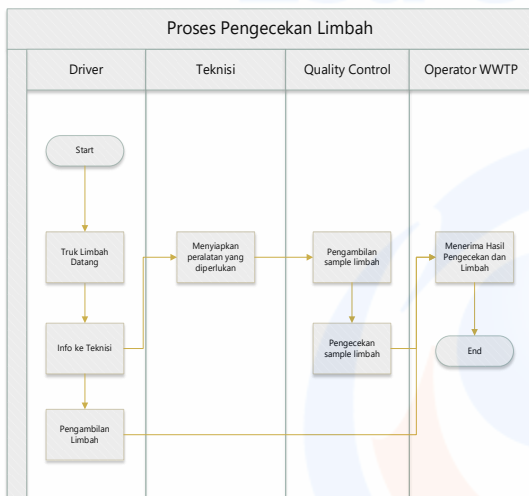 Proses Pengecekan Limbah
Driver
Teknisi
Quality Control
Operator WWTP
Start
Truk Limbah
Datang
Menyiapkan
peralatan yang
diperlukan
Pengambilan
sample limbah
Menerima Hasil
Pengecekan dan
Limbah
Info ke Teknisi
Pengecekan
sample limbah
End
Pengambilan
Limbah